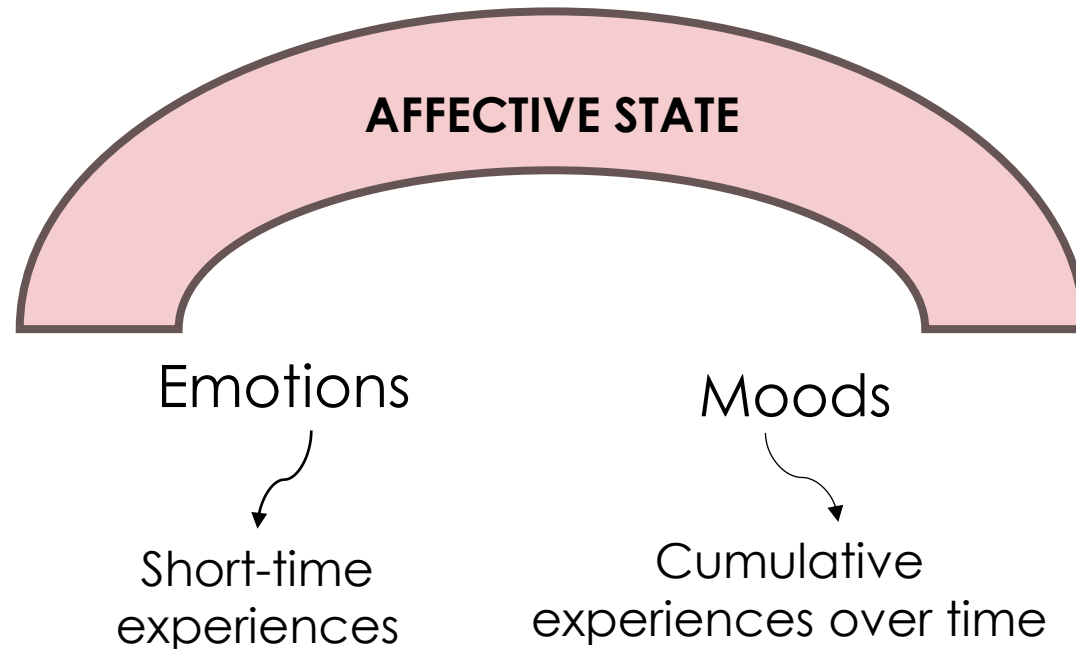 AFFECTIVE STATE
Emotions
Moods
Short-time
experiences
Cumulative
experiences over time